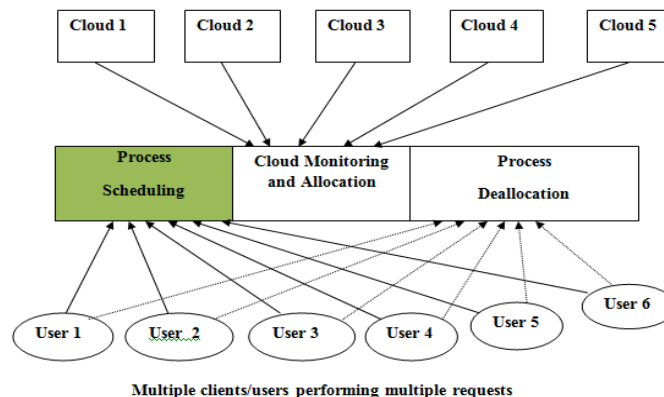 Cloud 1
Cloud 2
Cloud 3
Cloud 4
Cloud 5
Process
Scheduling
Cloud Monitoring
and Allocation
Process
Deallocation
User 1
User  2
User 3
User 4
User 5
User 6
Multiple clients/users performing multiple requests